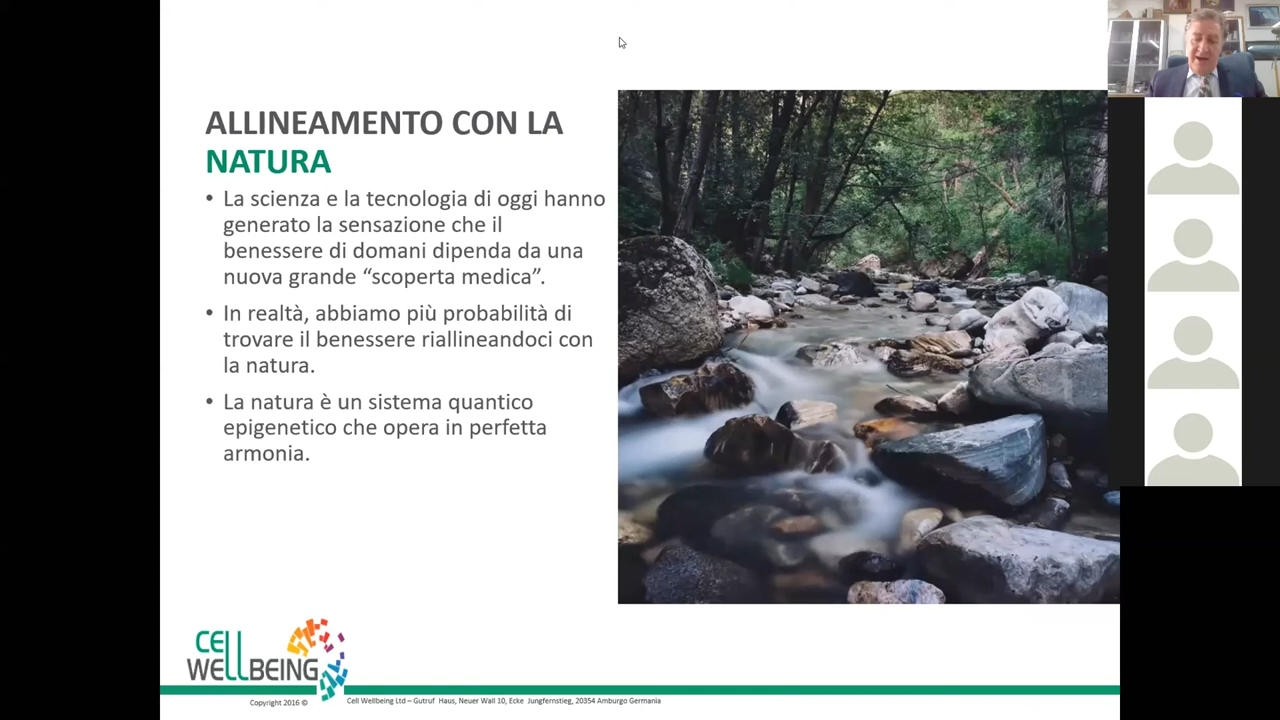 ALLINEAMENTO CON LA
NATURA
• La scienza e la tecnologia di oggi hanno
generato la sensazione che il
benessere di domani dipenda da una
nuova grande “scoperta medica”.
• In realtà, abbiamo più probabilità di
trovare il benessere riallineandoci con
la natura.
• La natura è un sistema quantico
epigenetico che opera in perfetta
armonia.
CELL
WELLBEING
Copyright 2016 ©
Cell Wellbeing Ltd – Gutruf Haus, Neuer Wall 10, Ecke Jungfernstieg, 20354 Amburgo Germania